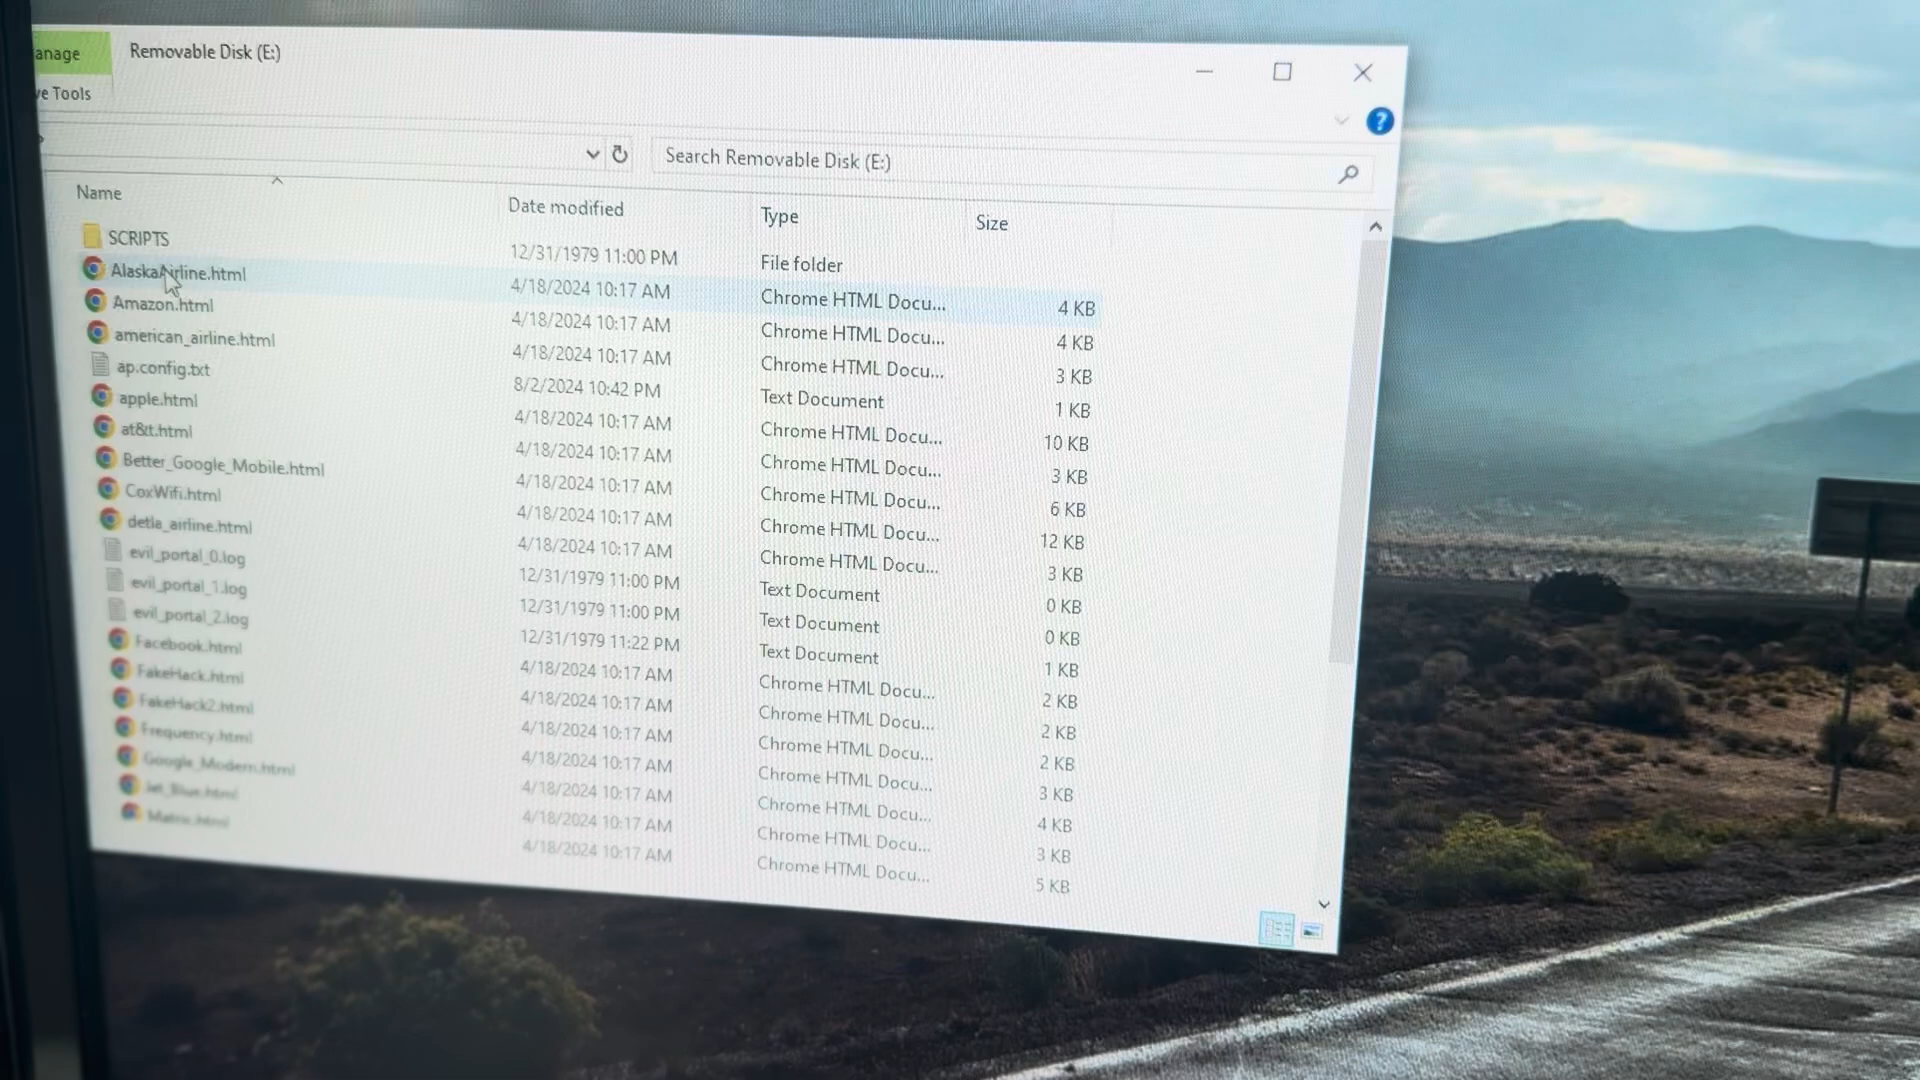 anage
Removable Disk (E:)
ve Tools
Search Removable Disk (E:)
?
Name Date modified Type Size
SCRIPTS 12/31/1979 11:00 PM File folder
AlaskaAirline.html 4/18/2024 10:17 AM Chrome HTML Docu... 4 KB
Amazon.html 4/18/2024 10:17 AM Chrome HTML Docu... 4 KB
american_airline.html 4/18/2024 10:17 AM Chrome HTML Docu... 3 KB
ap.config.txt 8/2/2024 10:42 PM Text Document 1 KB
apple.html 4/18/2024 10:17 AM Chrome HTML Docu... 10 KB
at&t.html 4/18/2024 10:17 AM Chrome HTML Docu... 3 KB
Better_Google_Mobile.html 4/18/2024 10:17 AM Chrome HTML Docu... 6 KB
CoxWifi.html 4/18/2024 10:17 AM Chrome HTML Docu... 12 KB
detla_airline.html 4/18/2024 10:17 AM Chrome HTML Docu... 3 KB
evil_portal_0.log 12/31/1979 11:00 PM Text Document 0 KB
evil_portal_1.log 12/31/1979 11:00 PM Text Document 0 KB
evil_portal_2.log 12/31/1979 11:22 PM Text Document 1 KB
Facebook.html 4/18/2024 10:17 AM Chrome HTML Docu... 2 KB
FakeHack.html 4/18/2024 10:17 AM Chrome HTML Docu... 2 KB
FakeHack2.html 4/18/2024 10:17 AM Chrome HTML Docu... 2 KB
Frequency.html 4/18/2024 10:17 AM Chrome HTML Docu... 3 KB
Google_Modern.html 4/18/2024 10:17 AM Chrome HTML Docu... 4 KB
Jet_Blue.html 4/18/2024 10:17 AM Chrome HTML Docu... 3 KB
Matrix.html 4/18/2024 10:17 AM Chrome HTML Docu... 5 KB